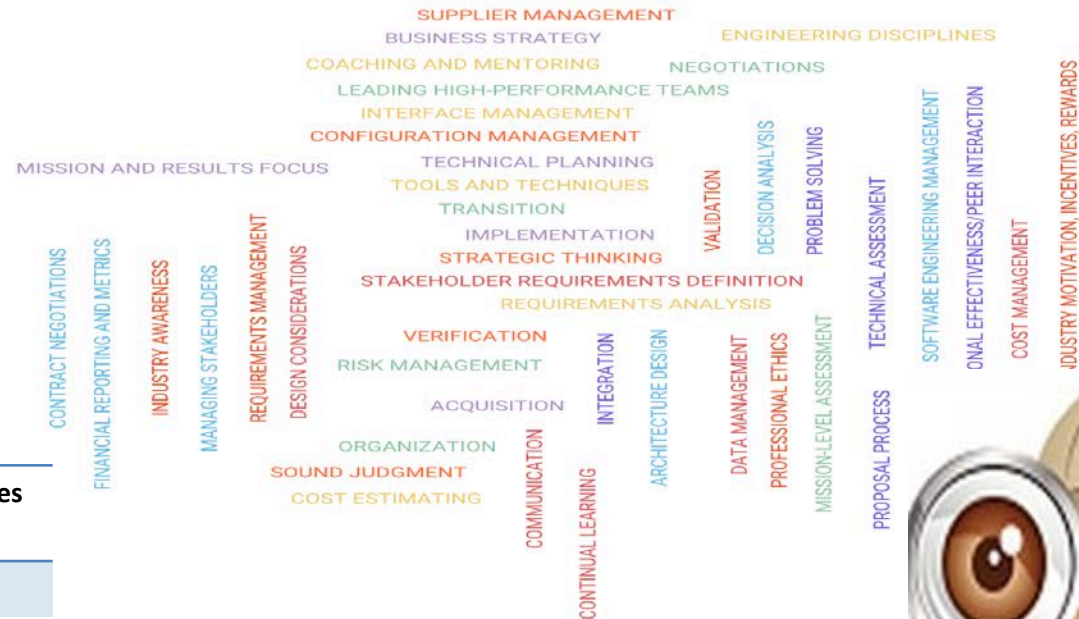 SUPPLIER MANAGEMENT
BUSINESS STRATEGY
ENGINEERING DISCIPLINES
COACHING AND MENTORING
NEGOTIATIONS
LEADING HIGH-PERFORMANCE TEAMS
INTERFACE MANAGEMENT
CONFIGURATION MANAGEMENT
MISSION AND RESULTS FOCUS
TECHNICAL PLANNING
TOOLS AND TECHNIQUES
TRANSITION
IMPLEMENTATION
STRATEGIC THINKING
STAKEHOLDER REQUIREMENTS DEFINITION
REQUIREMENTS ANALYSIS
VERIFICATION
RISK MANAGEMENT
ACQUISITION
ORGANIZATION
SOUND JUDGMENT
COST ESTIMATING
CONTRACT NEGOTIATIONS
FINANCIAL REPORTING AND METRICS
INDUSTRY AWARENESS
MANAGING STAKEHOLDERS
REQUIREMENTS MANAGEMENT
DESIGN CONSIDERATIONS
COMMUNICATION
CONTINUAL LEARNING
INTEGRATION
ARCHITECTURE DESIGN
VALIDATION
DATA MANAGEMENT
DECISION ANALYSIS
PROFESSIONAL ETHICS
PROBLEM SOLVING
MISSION-LEVEL ASSESSMENT
TECHNICAL ASSESSMENT
PROPOSAL PROCESS
SOFTWARE ENGINEERING MANAGEMENT
ONAL EFFECTIVENESS/PEER INTERACTION
COST MANAGEMENT
NDUSTRY MOTIVATION, INCENTIVES, REWARDS
es